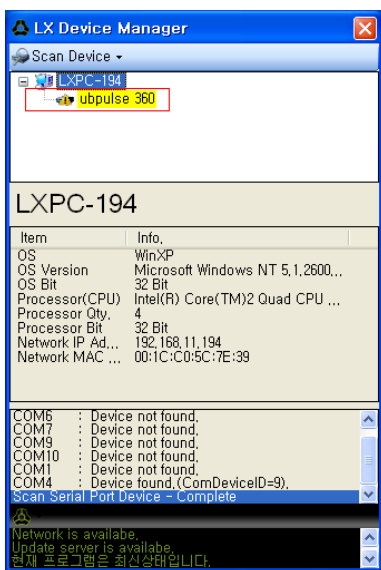 LX Device Manager
Scan Device
LXPC-194
ubpulse 360
LXPC-194
Item Info.
OS WinXP
OS Version Microsoft Windows NT 5.1.2600...
OS Bit 32 Bit
Processor(CPU) Intel(R) Core(TM)2 Quad CPU ...
Processor Qty. 4
Processor Bit 32 Bit
Network IP Ad... 192.168.11.194
Network MAC ... 00:1C:C0:5C:7E:39
COM6 : Device not found.
COM7 : Device not found.
COM9 : Device not found.
COM10 : Device not found.
COM1 : Device not found.
COM4 : Device found.(ComDeviceID=9).
Scan Serial Port Device - Complete
Network is availabe.
Update server is availabe.
현재 프로그램은 최신상태입니다.